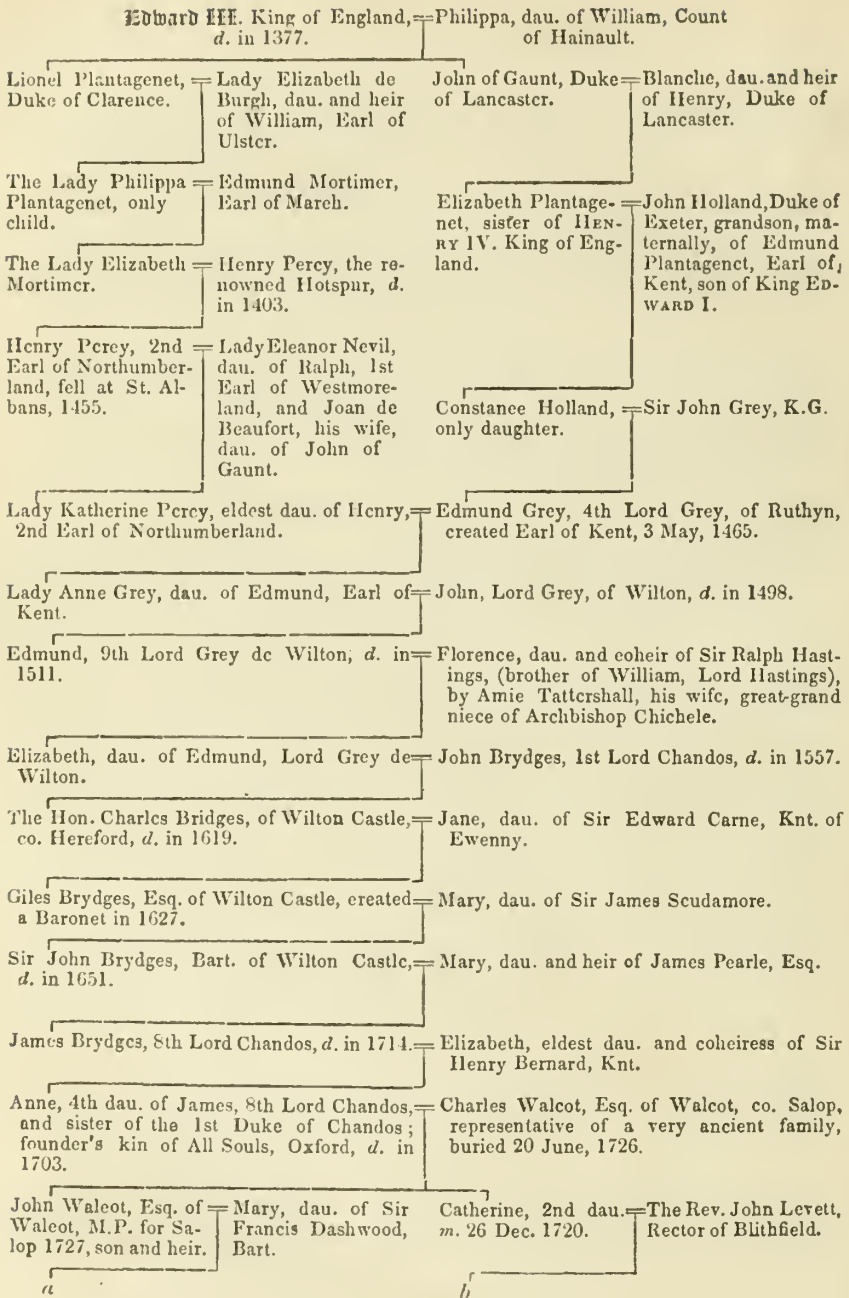 Edward III. King of England, Philippa, dau. of William, Count
d. in 1377. of Hainault.
Lionel Plantagenet,
Duke of Clarence.
Lady Elizabeth de
Burgh, dau. and heir
of William, Earl of
Ulster.
John of Gaunt, Duke
of Lancaster.
Blanche, dau. and heir
of Henry, Duke of
Lancaster.
The Lady Philippa
Plantagenet, only
child.
Edmund Mortimer,
Earl of March.
Elizabeth Plantage-
net, sister of HEN-
RY IV. King of Eng-
land.
John Holland, Duke of
Exeter, grandson, ma-
ternally, of Edmund
Plantagenet, Earl of
Kent, son of King ED-
WARD I.
The Lady Elizabeth
Mortimer.
Henry Percy, the re-
nowned Hotspur, d.
in 1403.
Henry Percy, 2nd
Earl of Northumber-
land, fell at St. Al-
bans, 1455.
Lady Eleanor Nevil,
dau. of Ralph, 1st
Earl of Westmore-
land, and Joan de
Beaufort, his wife,
dau. of John of
Gaunt.
Constance Holland,
only daughter.
Sir John Grey, K.G.
Lady Katherine Percy, eldest dau. of Henry,
2nd Earl of Northumberland.
Edmund Grey, 4th Lord Grey, of Ruthyn,
created Earl of Kent, 3 May, 1465.
Lady Anne Grey, dau. of Edmund, Earl of
Kent.
John, Lord Grey, of Wilton, d. in 1498.
Edmund, 9th Lord Grey de Wilton, d. in
1511.
Florence, dau. and coheir of Sir Ralph Hast-
ings, (brother of William, Lord Hastings),
by Amie Tattershall, his wife, great-grand
niece of Archbishop Chichele.
Elizabeth, dau. of Edmund, Lord Grey de
Wilton.
John Brydges, 1st Lord Chandos, d. in 1557.
The Hon. Charles Bridges, of Wilton Castle,
co. Hereford, d. in 1619.
Jane, dau. of Sir Edward Carne, Knt. of
Ewenny.
Giles Brydges, Esq. of Wilton Castle, created
a Baronet in 1627.
Mary, dau. of Sir James Scudamore.
Sir John Brydges, Bart. of Wilton Castle,
d. in 1651.
Mary, dau. and heir of James Pearle, Esq.
James Brydges, 8th Lord Chandos, d. in 1714.
Elizabeth, eldest dau. and coheiress of Sir
Henry Bernard, Knt.
Anne, 4th dau. of James, 8th Lord Chandos,
and sister of the 1st Duke of Chandos;
founder's kin of All Souls, Oxford, d. in
1703.
Charles Walcot, Esq. of Walcot, co. Salop,
representative of a very ancient family,
buried 20 June, 1726.
John Walcot, Esq. of
Walcot, M.P. for Sa-
lop 1727, son and heir.
Mary, dau. of Sir
Francis Dashwood,
Bart.
Catherine, 2nd dau.
m. 26 Dec. 1720.
The Rev. John Levett,
Rector of Blithfield.
a b